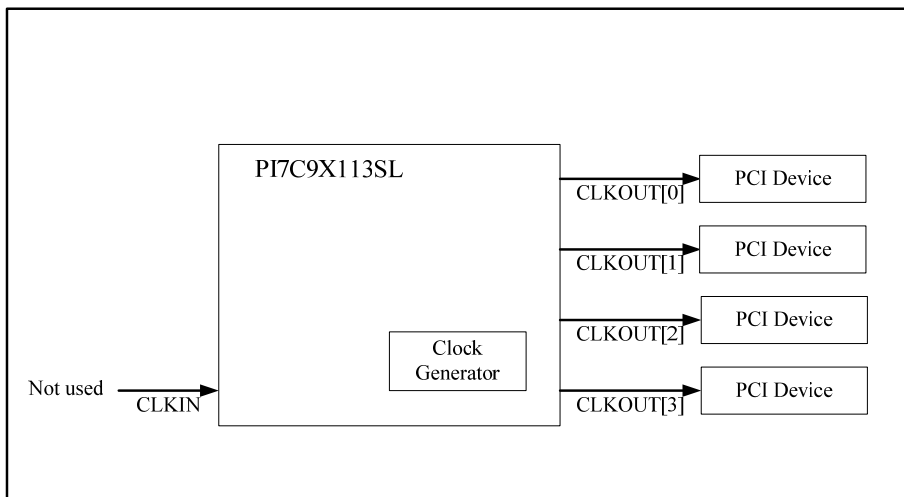 PI7C9X113SL
CLKOUT[0]
PCI Device
CLKOUT[1]
PCI Device
CLKOUT[2]
PCI Device
Clock
Generator
Not used
CLKIN
CLKOUT[3]
PCI Device